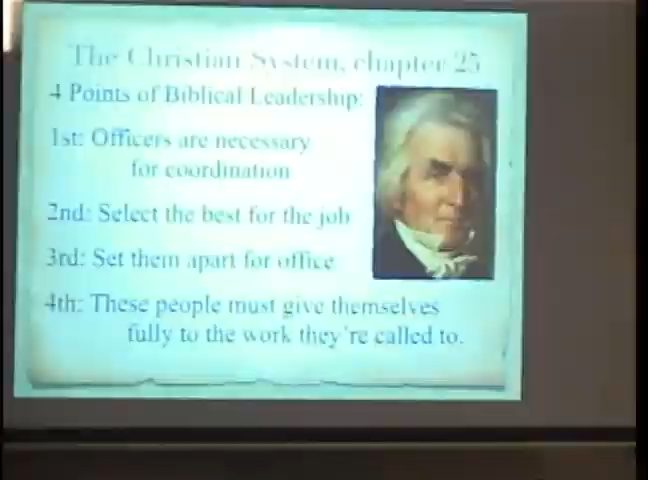 The Christian System, chapter 25
4 Points of Biblical Leadership:
1st: Officers are necessary
for coordination
2nd: Select the best for the job
3rd: Set them apart for office
4th: These people must give themselves
fully to the work they're called to.